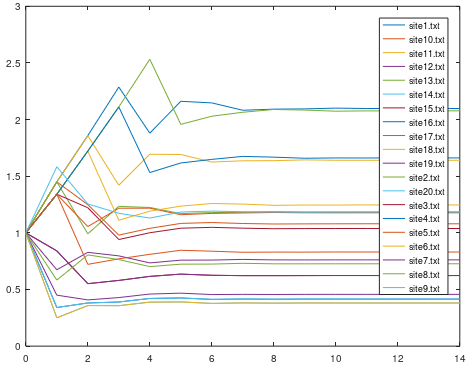 3
2.5
2
1.5
1
0.5
0
0
2
4
6
8
10
12
14
site1.txt
site10.txt
site11.txt
site12.txt
site13.txt
site14.txt
site15.txt
site16.txt
site17.txt
site18.txt
site19.txt
site2.txt
site20.txt
site3.txt
site4.txt
site5.txt
site6.txt
site7.txt
site8.txt
site9.txt